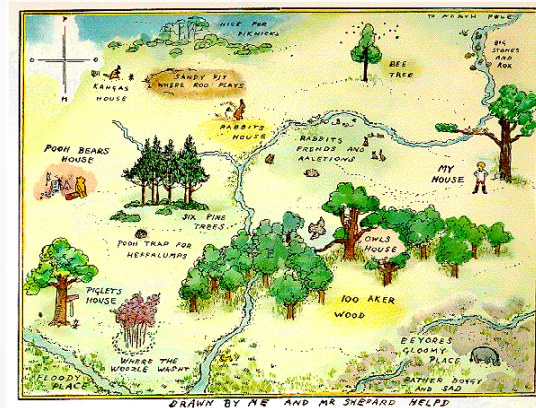 NICE FOR
PIKNICKS
TO NORTH POLE
BIG
STONES
AND
ROX
P
H
BEE
TREE
KANGAS
HOUSE
SANDY PIT
WHERE ROO PLAYS
RABBITS
HOUSE
RABBITS
FRENDS AND
RALETIONS
POOH BEARS
HOUSE
MY
HOUSE
SIX PINE
TREES
POOH TRAP FOR
HEFFALUMPS
OWLS
HOUSE
PIGLETS
HOUSE
100 AKER
WOOD
WHERE THE
WOOZLE WASNT
FLOODY
PLACE
EEYORES
GLOOMY
PLACE
RATHER BOGGY
AND SAD
DRAWN BY ME AND MR SHEPARD HELPD